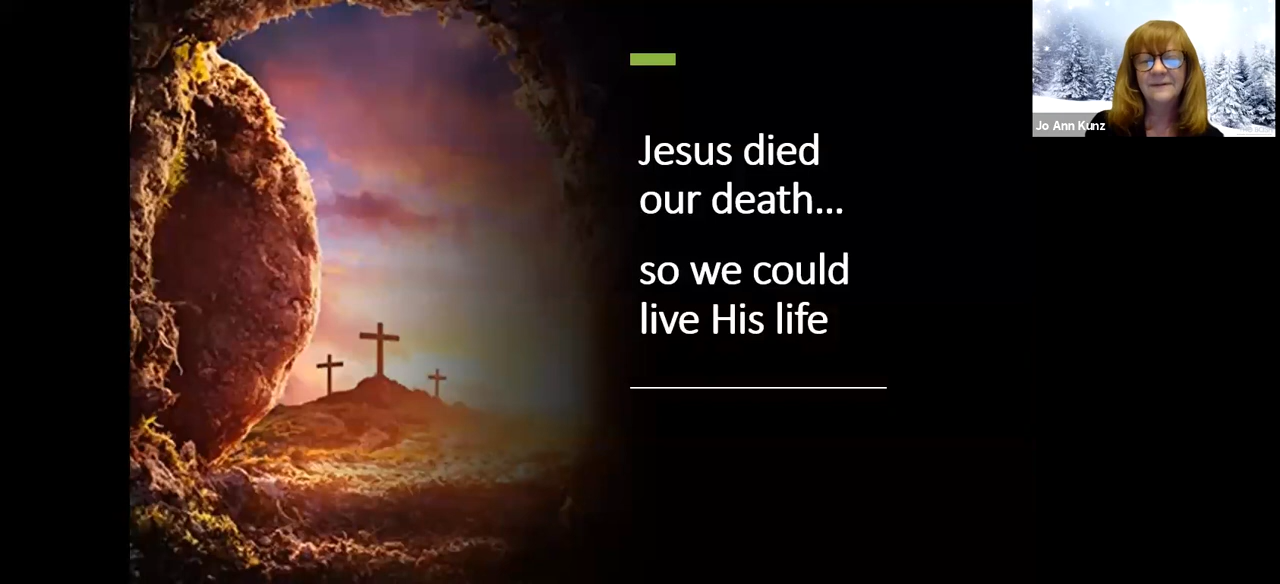 Jesus died
our death...
so we could
live His life
Jo Ann Kunz